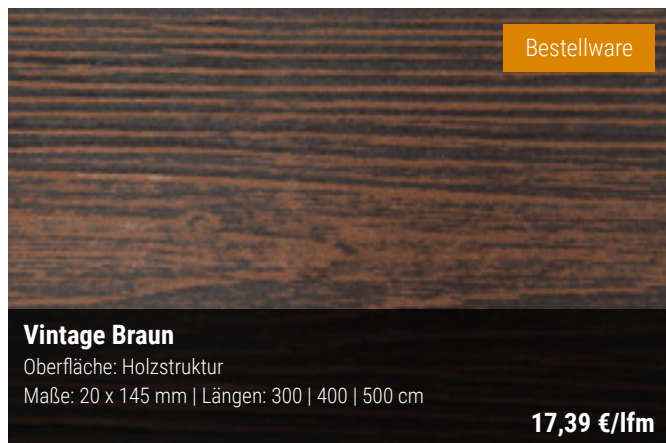 Bestellware
Vintage Braun
Oberfläche: Holzstruktur
Maße: 20 x 145 mm | Längen: 300 | 400 | 500 cm
17,39 €/lfm